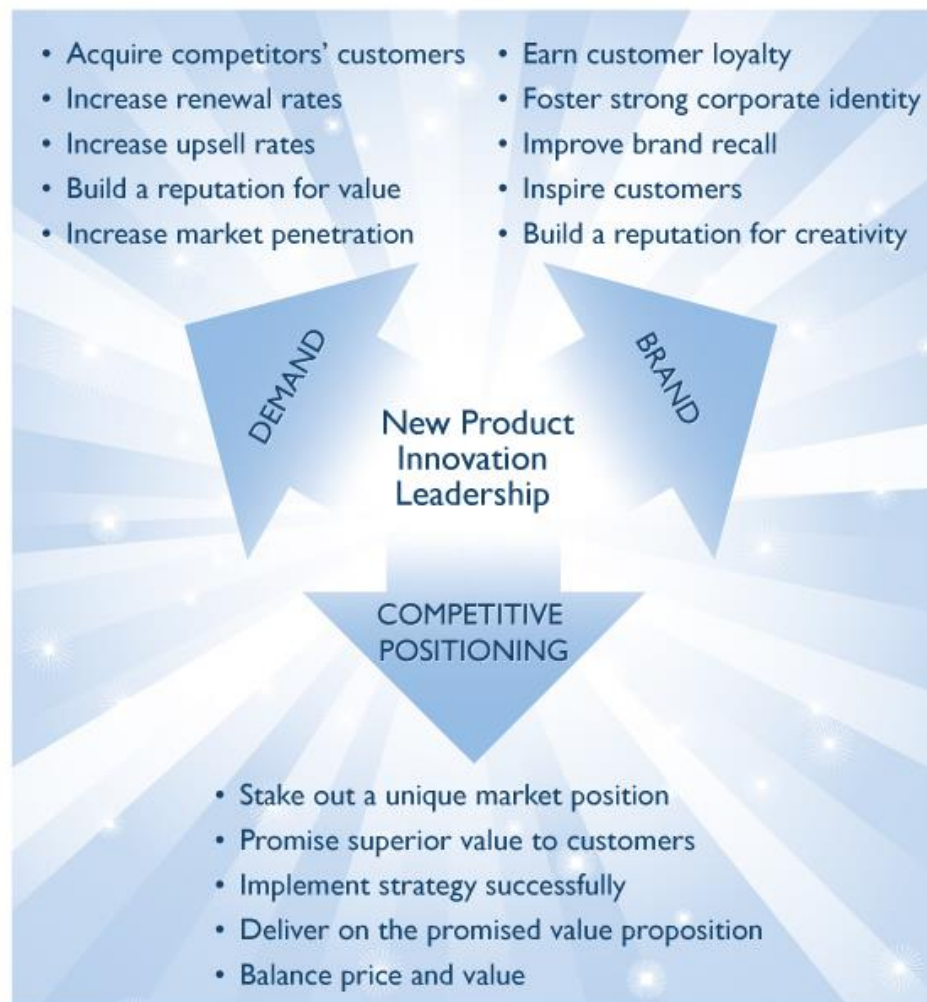 • Acquire competitors' customers
• Increase renewal rates
• Increase upsell rates
• Build a reputation for value
• Increase market penetration
• Earn customer loyalty
• Foster strong corporate identity
• Improve brand recall
• Inspire customers
• Build a reputation for creativity
DEMAND
BRAND
New Product
Innovation
Leadership
COMPETITIVE
POSITIONING
• Stake out a unique market position
• Promise superior value to customers
• Implement strategy successfully
• Deliver on the promised value proposition
• Balance price and value